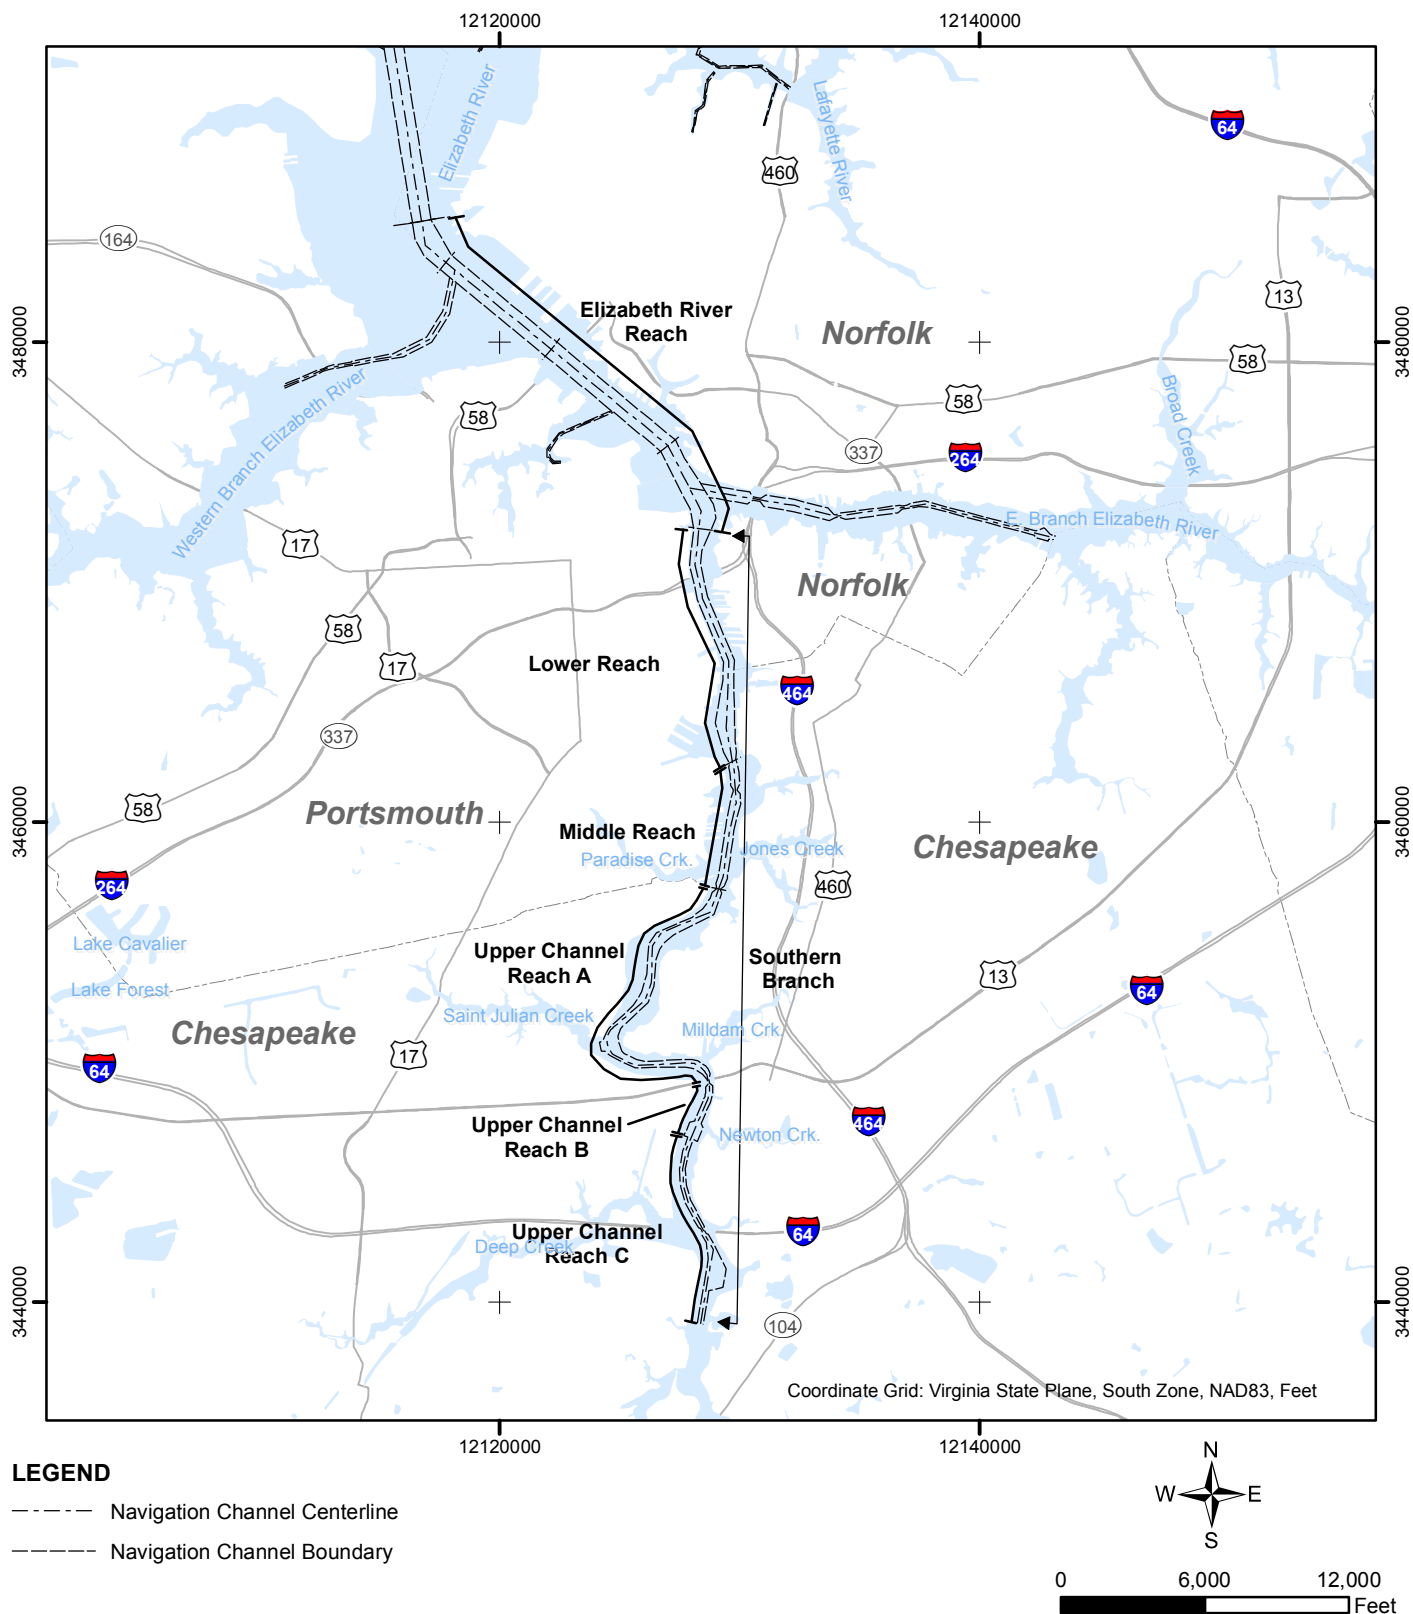 12120000
12140000
Elizabeth River
Lafayette River
64
460
164
13
Elizabeth River
Reach
Norfolk
3480000
3480000
58
58
58
Broad Creek
Western Branch Elizabeth River
337
264
E. Branch Elizabeth River
17
Norfolk
58
Lower Reach
17
464
337
58
Portsmouth
Middle Reach
3460000
3460000
Paradise Crk.
Jones Creek
Chesapeake
264
460
Lake Cavalier
Upper Channel
Reach A
Southern
Branch
13
Lake Forest
64
Saint Julian Creek
Milldam Crk.
Chesapeake
17
64
Upper Channel
Reach B
464
Newton Crk.
Upper Channel
Reach C
Deep Creek
64
3440000
3440000
104
Coordinate Grid: Virginia State Plane, South Zone, NAD83, Feet
12120000
12140000
LEGEND
Navigation Channel Centerline
Navigation Channel Boundary
N
W
E
S
0
6,000
12,000
Feet